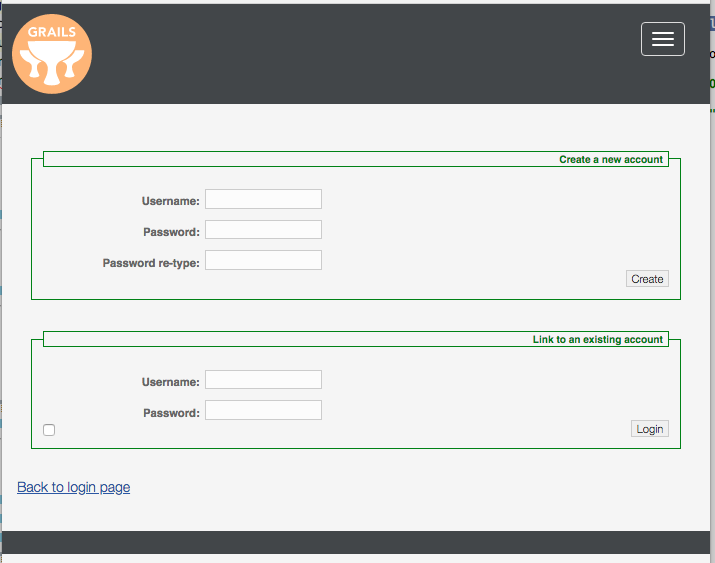 GRAILS
Create a new account
Username:
Password:
Password re-type:
Create
Link to an existing account
Username:
Password:
Login
Back to login page